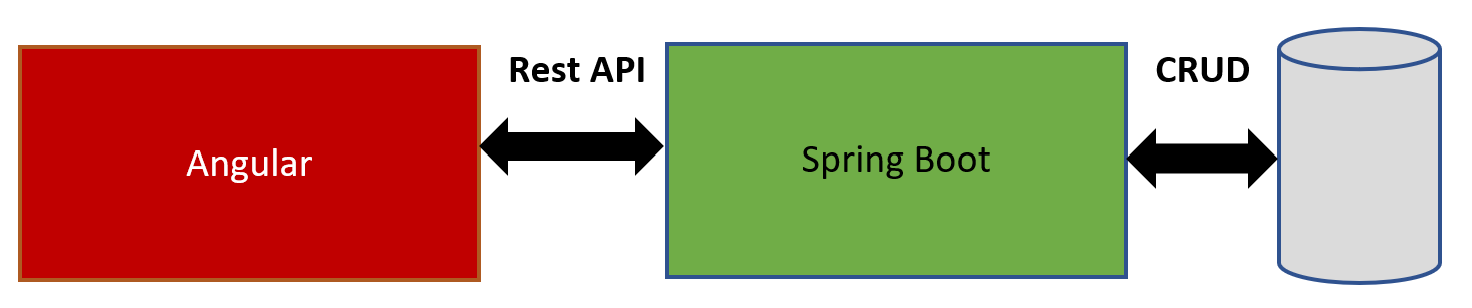 Angular
Rest API
Spring Boot
CRUD